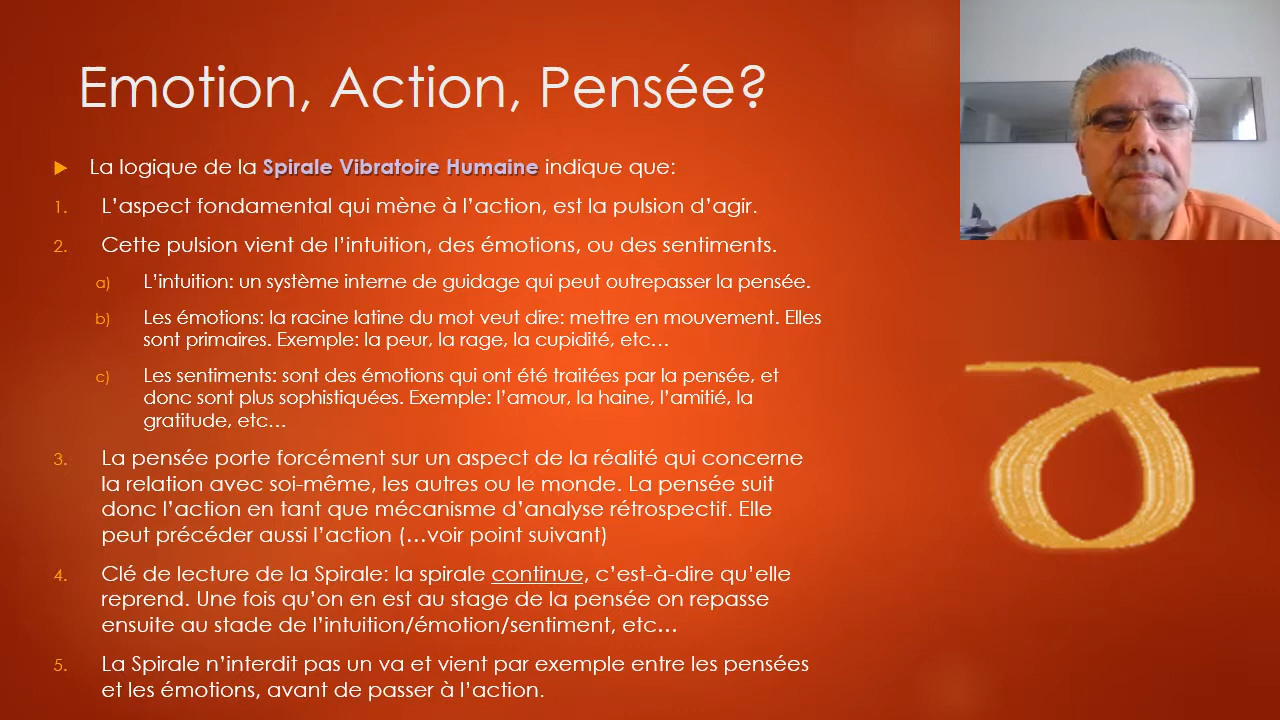 Emotion, Action, Pensée?
La logique de la Spirale Vibratoire Humaine indique que:
1. L’aspect fondamental qui mène à l’action, est la pulsion d’agir.
2. Cette pulsion vient de l’intuition, des émotions, ou des sentiments.
a) L’intuition: un système interne de guidage qui peut outrepasser la pensée.
b) Les émotions: la racine latine du mot veut dire: mettre en mouvement. Elles
sont primaires. Exemple: la peur, la rage, la cupidité, etc…
c) Les sentiments: sont des émotions qui ont été traitées par la pensée, et
donc sont plus sophistiquées. Exemple: l’amour, la haine, l’amitié, la
gratitude, etc…
3. La pensée porte forcément sur un aspect de la réalité qui concerne
la relation avec soi-même, les autres ou le monde. La pensée suit
donc l’action en tant que mécanisme d’analyse rétrospectif. Elle
peut précéder aussi l’action (…voir point suivant)
4. Clé de lecture de la Spirale: la spirale continue, c’est-à-dire qu’elle
reprend. Une fois qu’on en est au stage de la pensée on repasse
ensuite au stade de l’intuition/émotion/sentiment, etc…
5. La Spirale n’interdit pas un va et vient par exemple entre les pensées
et les émotions, avant de passer à l’action.